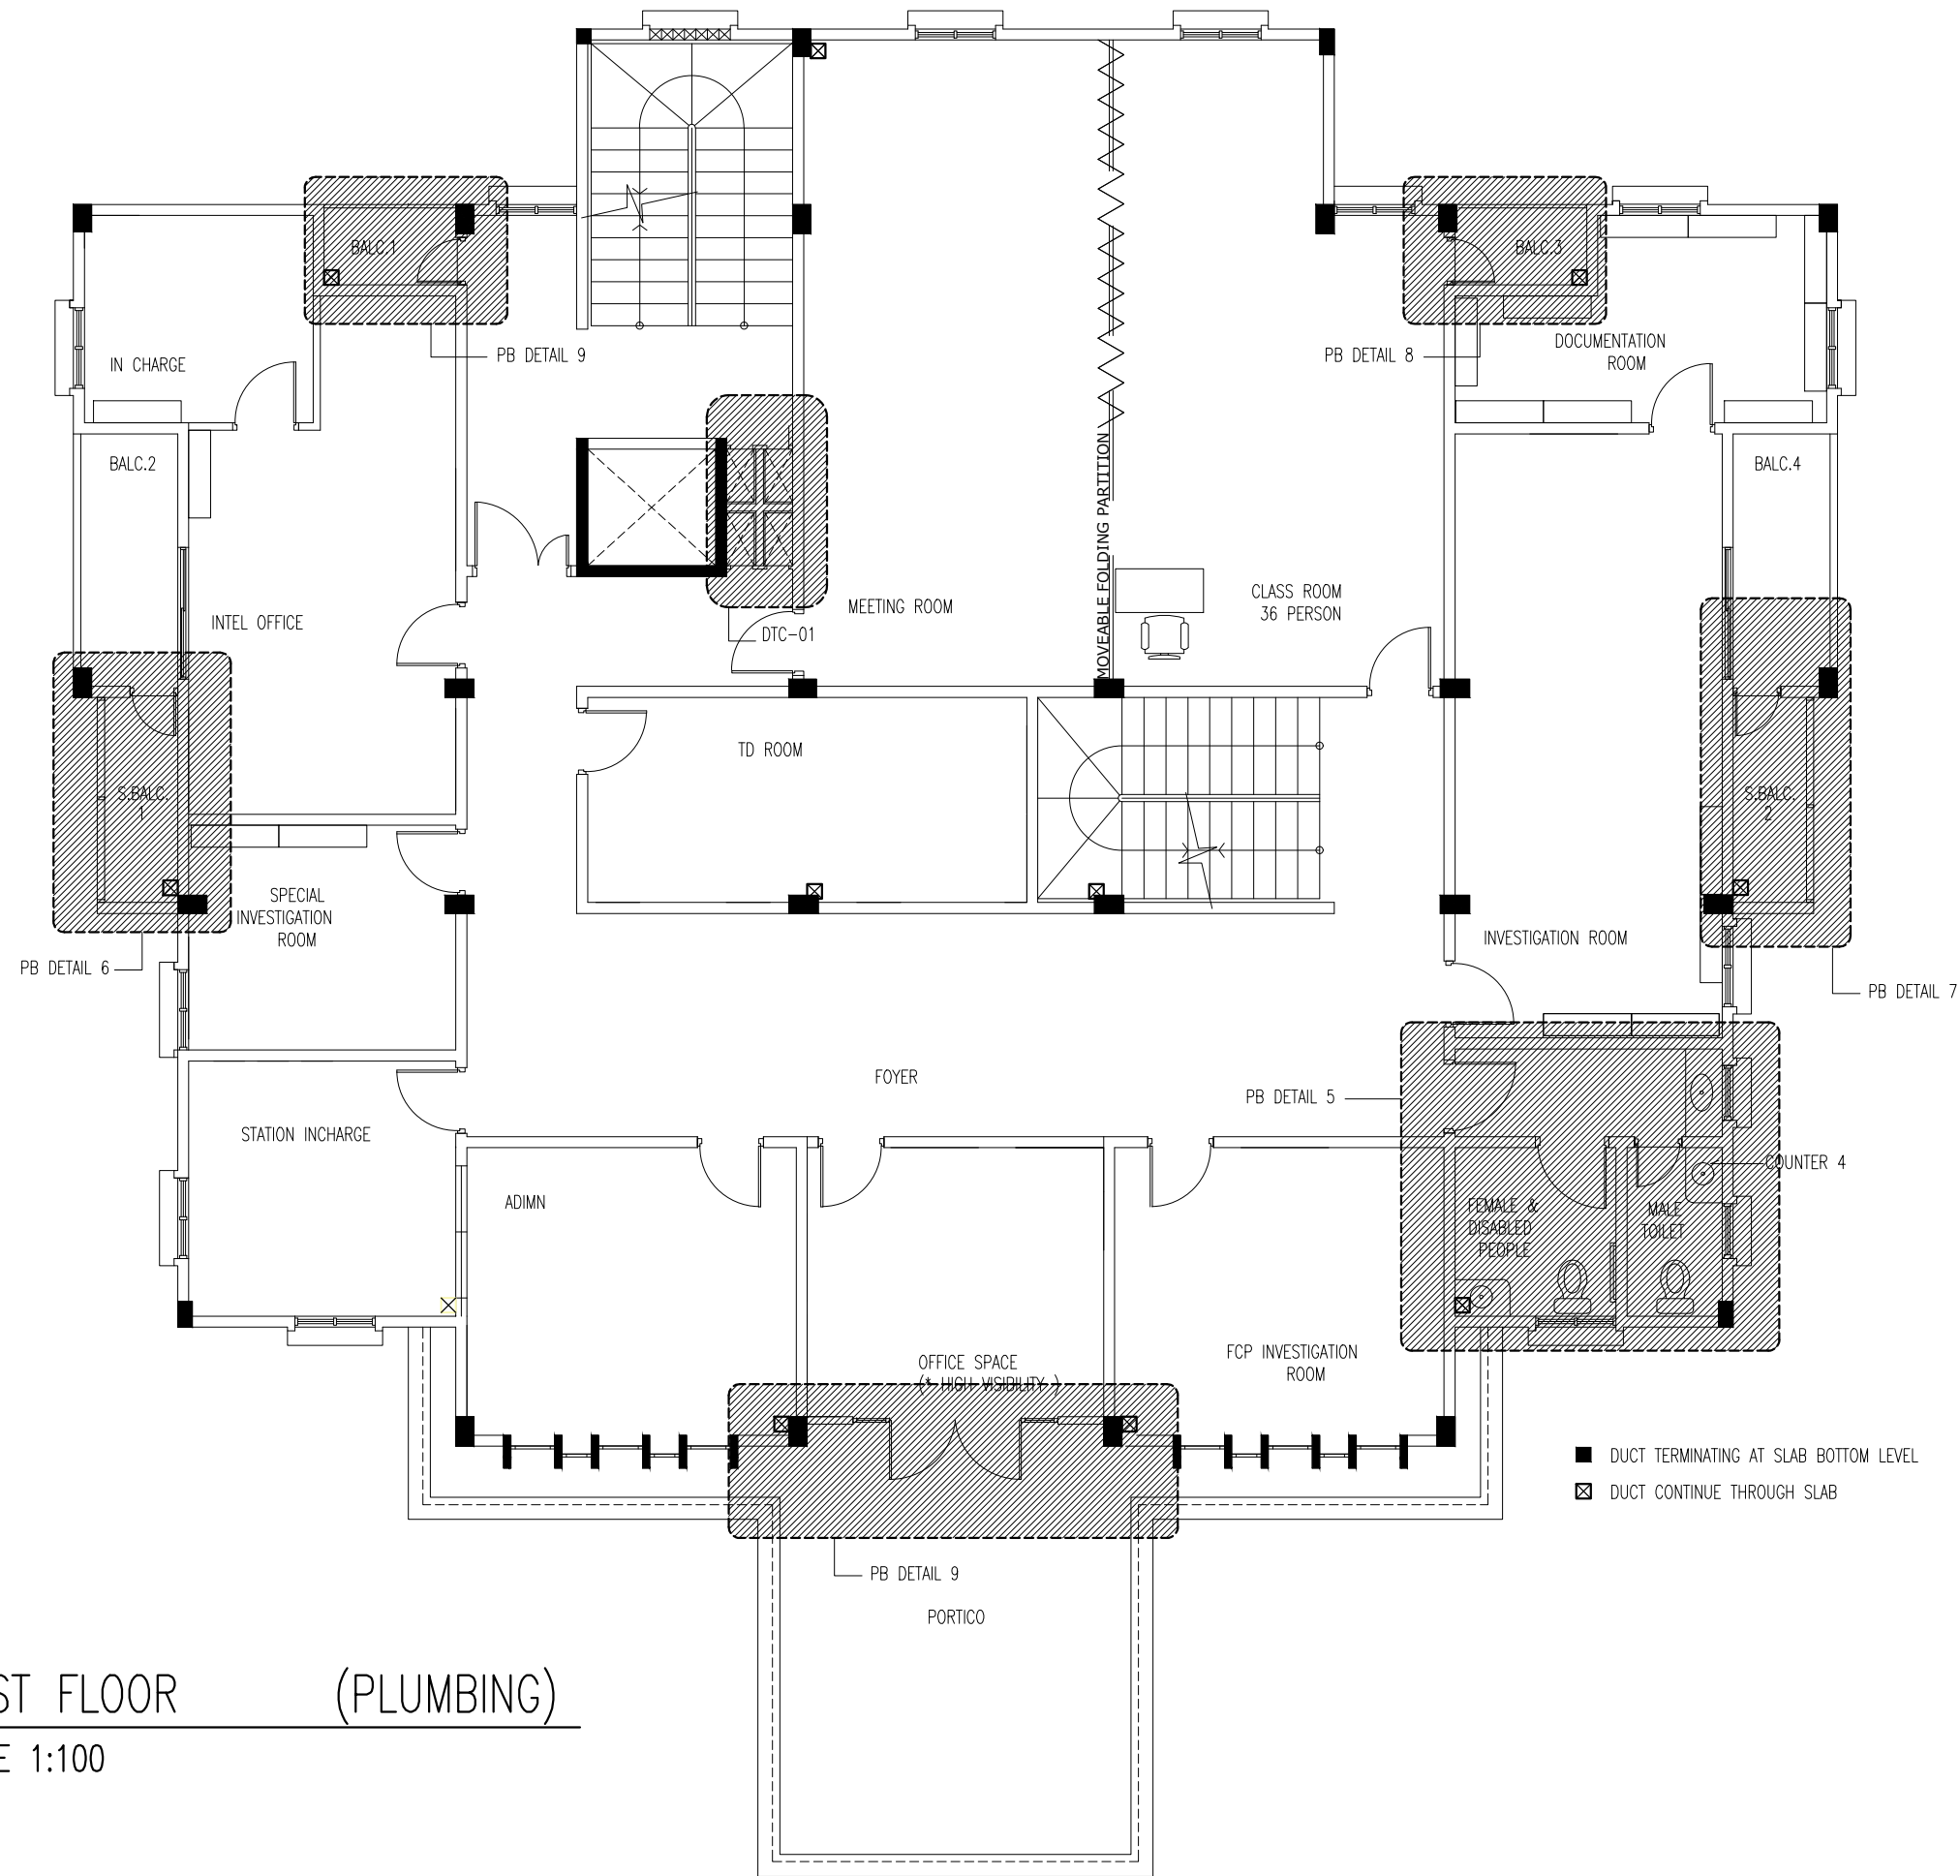 BALC.1
BALC.3
PB DETAIL 9
PB DETAIL 8
DOCUMENTATION
ROOM
IN CHARGE
BALC.2
BALC.4
MOVEABLE FOLDING PARTITION
CLASS ROOM
36 PERSON
MEETING ROOM
INTEL OFFICE
DTC-01
TD ROOM
S.BALC.
1
S.BALC.
2
SPECIAL
INVESTIGATION
ROOM
INVESTIGATION ROOM
PB DETAIL 6
PB DETAIL 7
FOYER
PB DETAIL 5
STATION INCHARGE
COUNTER 4
ADIMN
FEMALE &
DISABLED
PEOPLE
MALE
TOILET
OFFICE SPACE
(* HIGH VISIBILITY )
FCP INVESTIGATION
ROOM
DUCT TERMINATING AT SLAB BOTTOM LEVEL
DUCT CONTINUE THROUGH SLAB
PB DETAIL 9
PORTICO
ST FLOOR (PLUMBING)
E 1:100